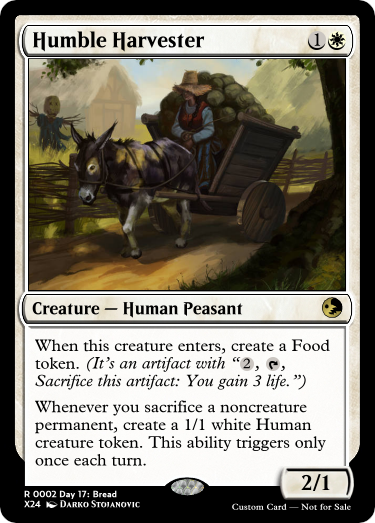 Humble Harvester 1
Creature — Human Peasant
When this creature enters, create a Food
token. (It's an artifact with “2, ,
Sacrifice this artifact: You gain 3 life.”)
Whenever you sacrifice a noncreature
permanent, create a 1/1 white Human
creature token. This ability triggers only
once each turn.
2/1
R 0002 Day 17: Bread
X24 Darko Stojanovic
Custom Card — Not for Sale